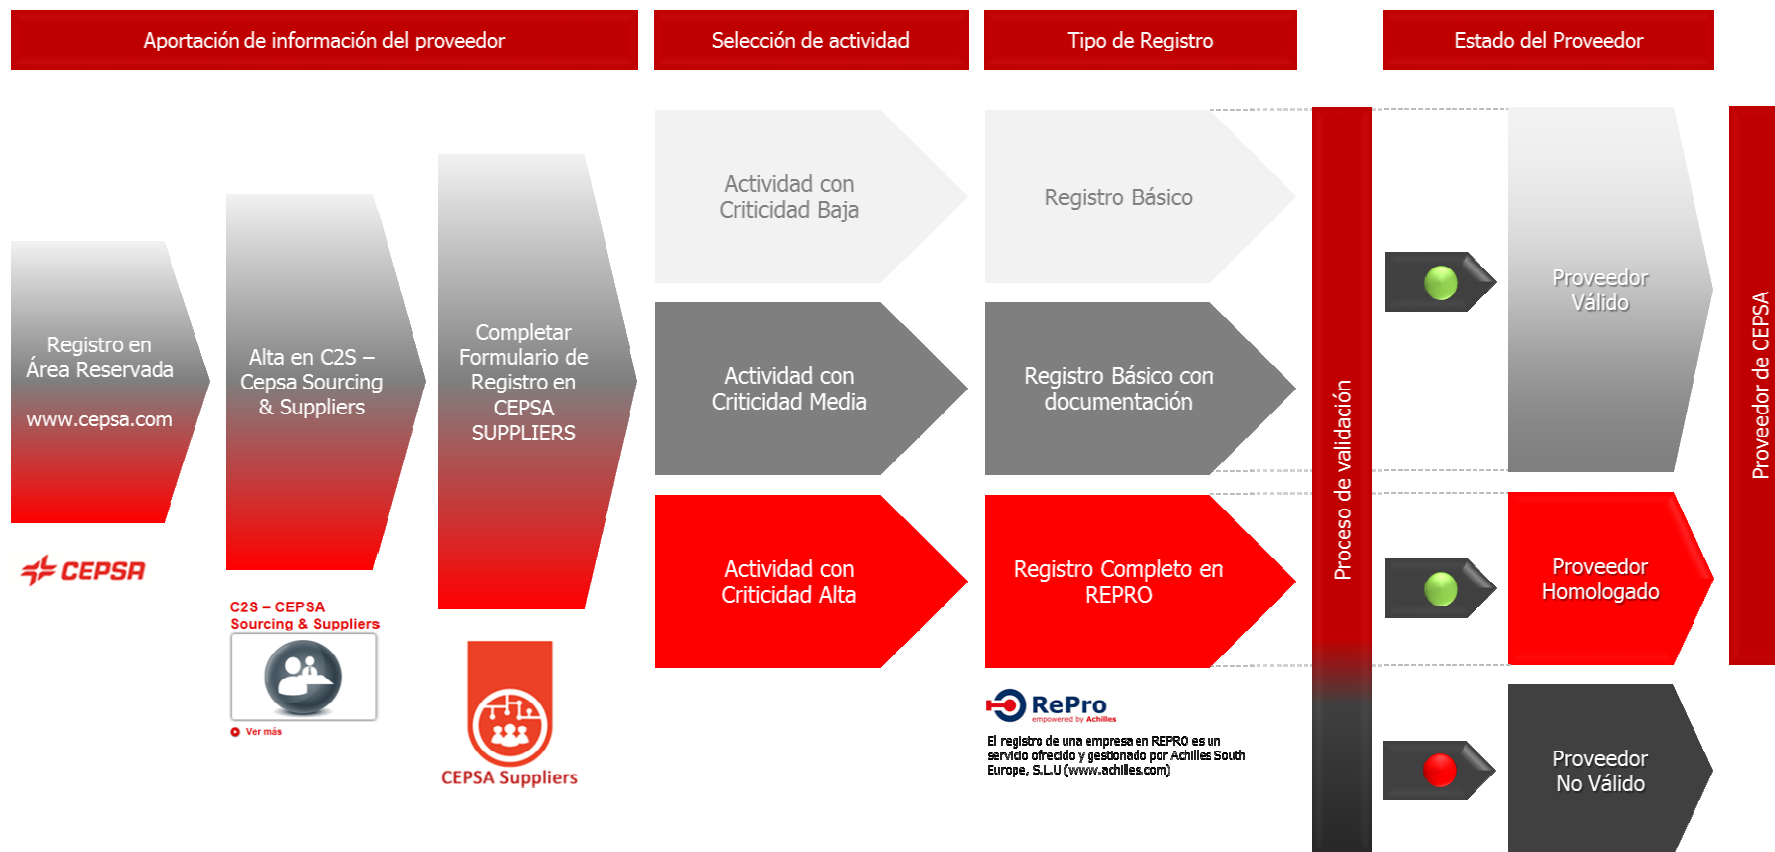 Aportación de información del proveedor
Selección de actividad
Tipo de Registro
Estado del Proveedor
Registro en
Área Reservada
www.cepsa.com
CEPSA
Alta en C2S –
Cepsa Sourcing
& Suppliers
C2S – CEPSA
Sourcing & Suppliers
Ver más
Completar
Formulario de
Registro en
CEPSA
SUPPLIERS
CEPSA Suppliers
Actividad con
Criticidad Baja
Actividad con
Criticidad Media
Actividad con
Criticidad Alta
Registro Básico
Registro Básico con
documentación
Registro Completo en
REPRO
RePro
empowered by Achilles
El registro de una empresa en REPRO es un
servicio ofrecido y gestionado por Achilles South
Europe, S.L.U (www.achilles.com)
Proceso de validación
Proveedor
Válido
Proveedor
Homologado
Proveedor
No Válido
Proveedor de CEPSA